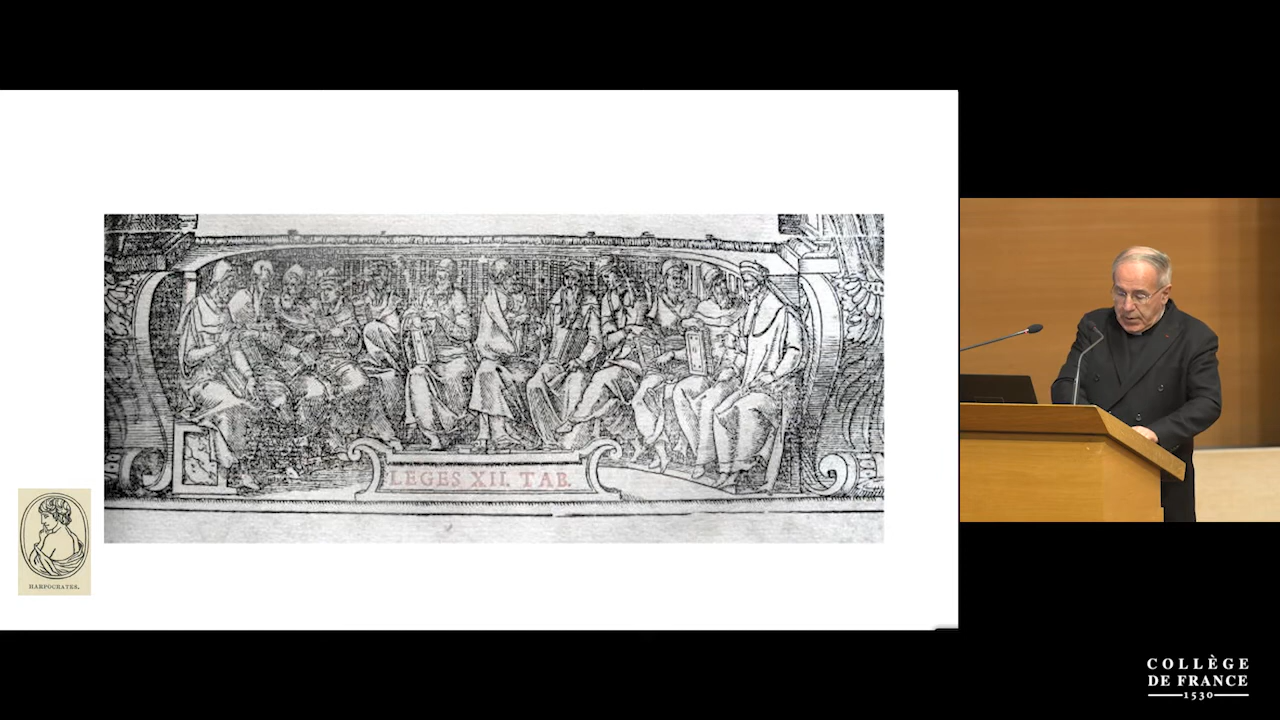 LEGES XII. TAB.
HARPOCRATES.
COLLÈGE
DE FRANCE
1530